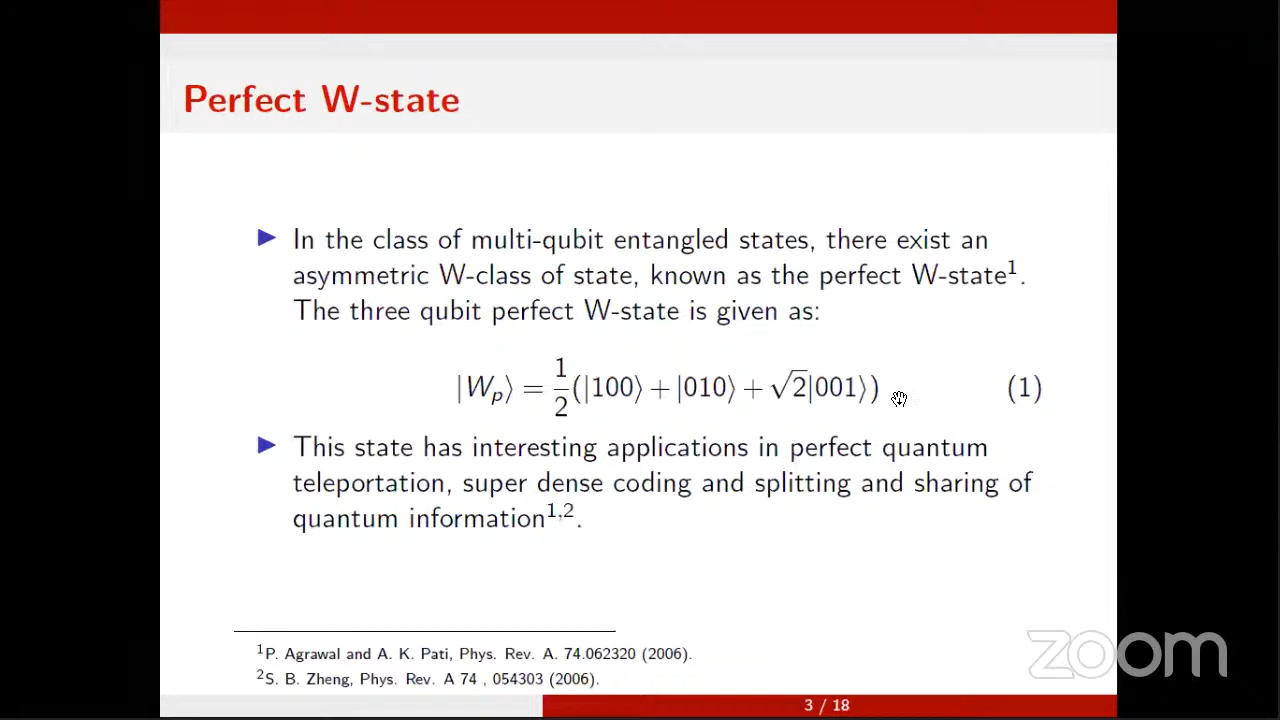 Perfect W-state
▶ In the class of multi-qubit entangled states, there exist an
asymmetric W-class of state, known as the perfect W-state¹.
The three qubit perfect W-state is given as:
|W_p⟩ = 1/2(|100⟩ + |010⟩ + √2|001⟩) (1)
▶ This state has interesting applications in perfect quantum
teleportation, super dense coding and splitting and sharing of
quantum information¹,².
¹P. Agrawal and A. K. Pati, Phys. Rev. A. 74.062320 (2006).
²S. B. Zheng, Phys. Rev. A 74 , 054303 (2006).
zoom
3 / 18